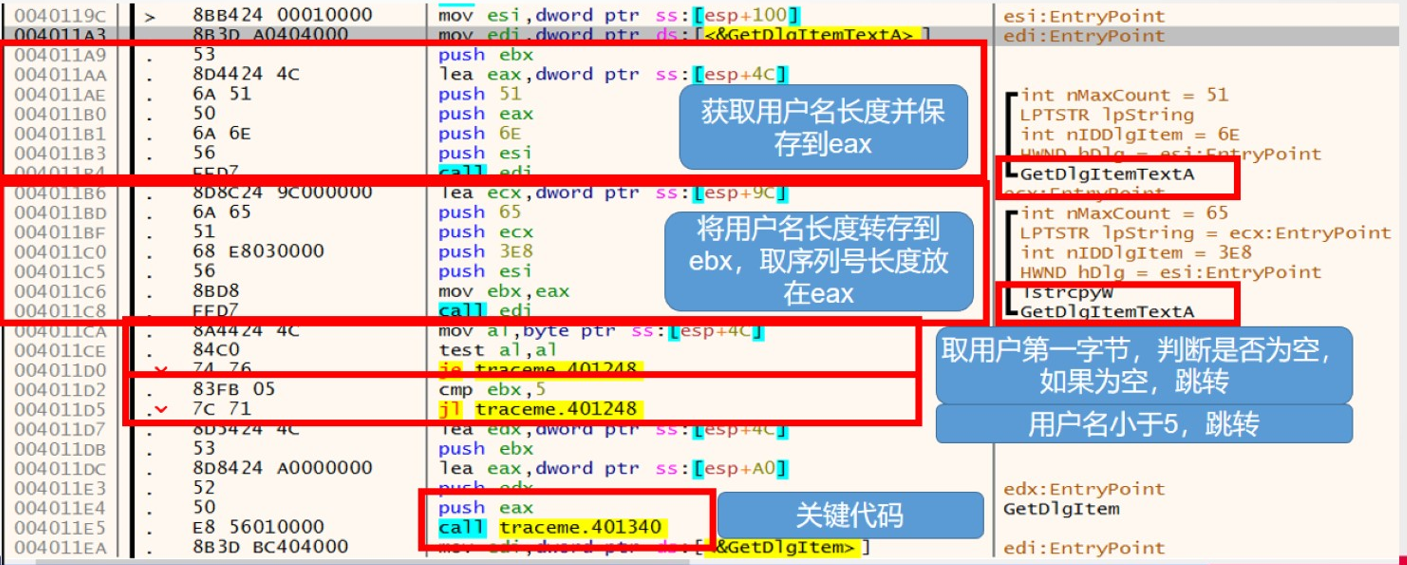 0040119C > 8BB424 00010000 mov esi,dword ptr ss:[esp+100] esi:EntryPoint
004011A3 . 8B3D A0404000 mov edi,dword ptr ds:[<&GetDlgItemTextA>] edi:EntryPoint
004011A9 . 53 push ebx
004011AA . 8D4424 4C lea eax,dword ptr ss:[esp+4C]
004011AE . 6A 51 push 51 int nMaxCount = 51
004011B0 . 50 push eax LPTSTR lpString
004011B1 . 6A 6E push 6E int nIDDlgItem = 6E
004011B3 . 56 push esi HWND hDlg = esi:EntryPoint
004011B4 . FFD7 call edi GetDlgItemTextA
获取用户名长度并保
存到eax
004011B6 . 8D8C24 9C000000 lea ecx,dword ptr ss:[esp+9C] ecx:EntryPoint
004011BD . 6A 65 push 65 int nMaxCount = 65
004011BF . 51 push ecx LPTSTR lpString = ecx:EntryPoint
004011C0 . 68 E8030000 push 3E8 int nIDDlgItem = 3E8
004011C5 . 56 push esi HWND hDlg = esi:EntryPoint
004011C6 . 8BD8 mov ebx,eax lstrcpyW
004011C8 . FFD7 call edi GetDlgItemTextA
将用户名长度转存到
ebx，取序列号长度放
在eax
004011CA . 8A4424 4C mov al,byte ptr ss:[esp+4C]
004011CE . 84C0 test al,al
004011D0 . 74 76 je traceme.401248
取用户第一字节，判断是否为空，
如果为空，跳转
004011D2 . 83FB 05 cmp ebx,5
004011D5 . 7C 71 jl traceme.401248
用户名小于5，跳转
004011D7 . 8D5424 4C lea edx,dword ptr ss:[esp+4C]
004011DB . 53 push ebx
004011DC . 8D8424 A0000000 lea eax,dword ptr ss:[esp+A0]
004011E3 . 52 push edx edx:EntryPoint
004011E4 . 50 push eax GetDlgItem
004011E5 . E8 56010000 call traceme.401340
关键代码
004011EA . 8B3D BC404000 mov edi,dword ptr ds:[<&GetDlgItem>] edi:EntryPoint